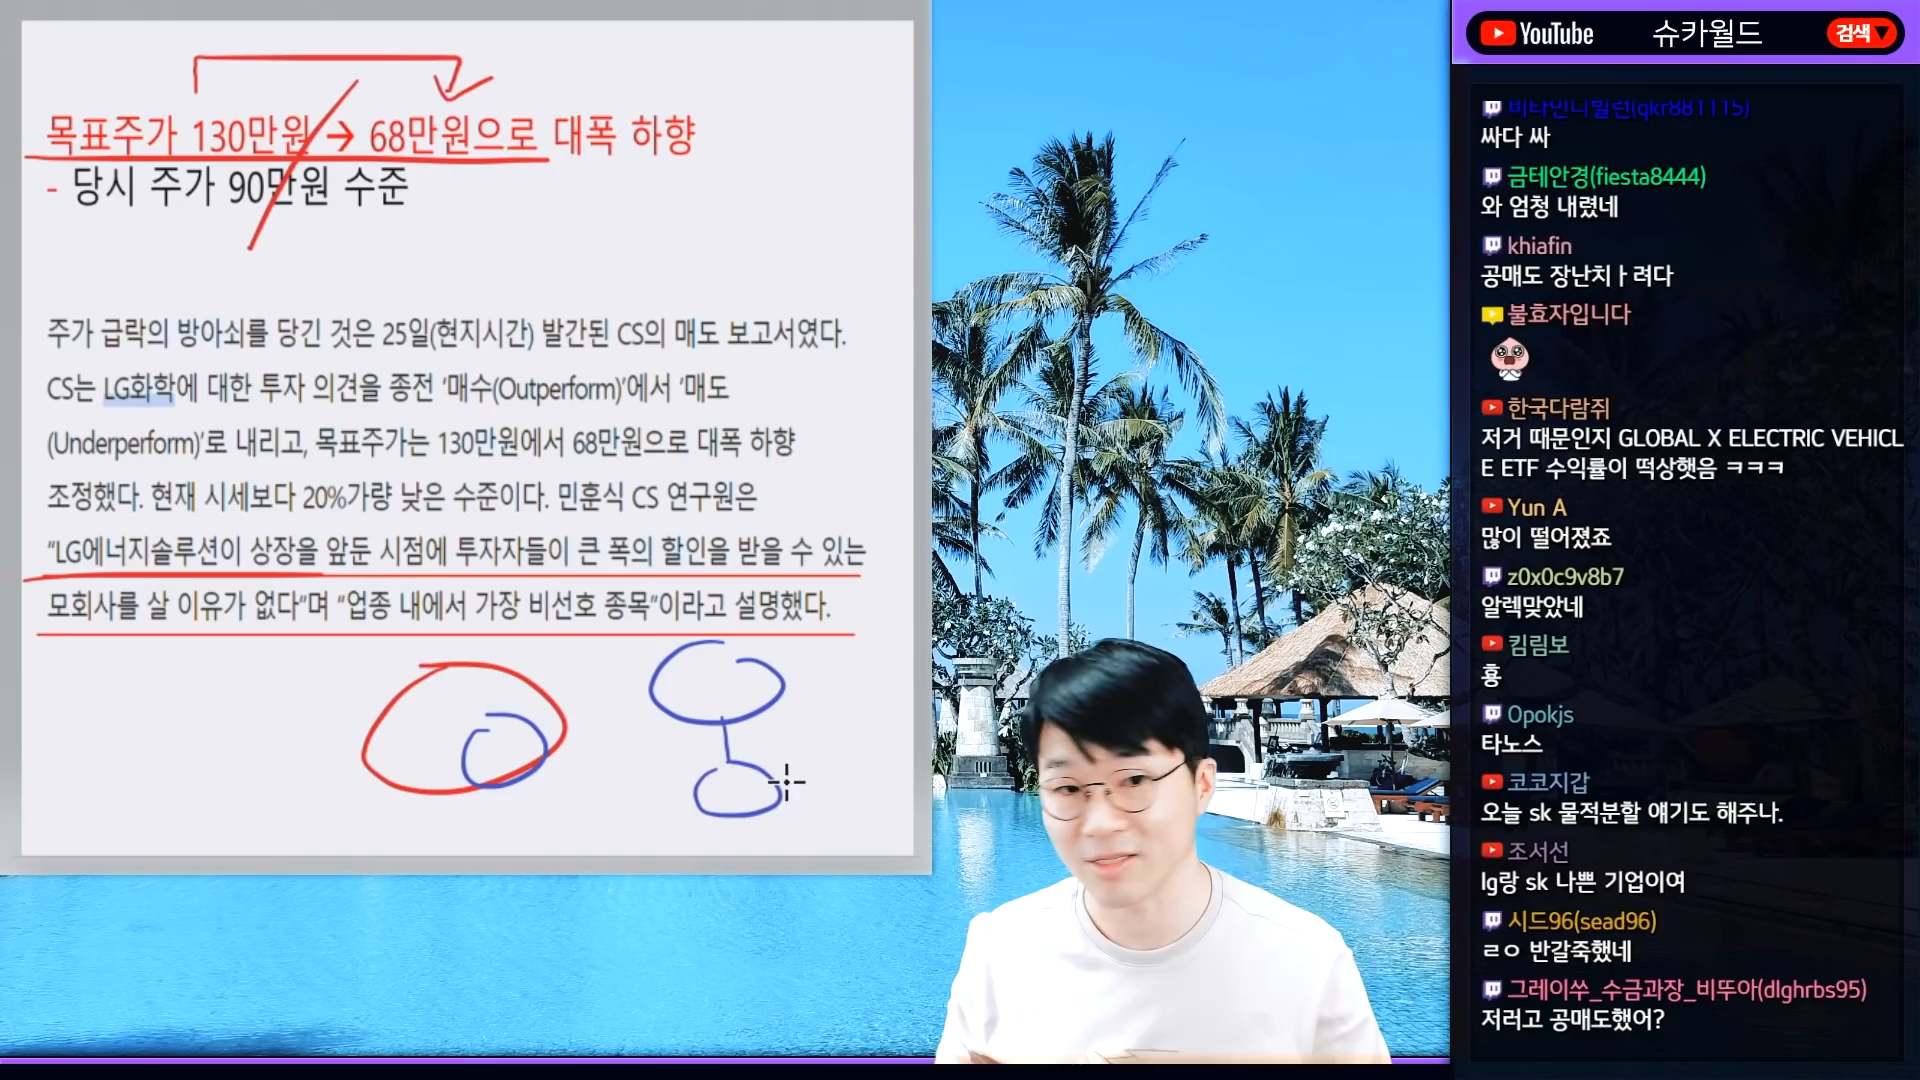 목표주가 130만원 → 68만원으로 대폭 하향
- 당시 주가 90만원 수준
주가 급락의 방아쇠를 당긴 것은 25일(현지시간) 발간된 CS의 매도 보고서였다.
CS는 LG화학에 대한 투자 의견을 종전 ‘매수(Outperform)’에서 ‘매도
(Underperform)’로 내리고, 목표주가는 130만원에서 68만원으로 대폭 하향
조정했다. 현재 시세보다 20%가량 낮은 수준이다. 민훈식 CS 연구원은
“LG에너지솔루션이 상장을 앞둔 시점에 투자자들이 큰 폭의 할인을 받을 수 있는
모회사를 살 이유가 없다”며 “업종 내에서 가장 비선호 종목”이라고 설명했다.
YouTube 슈카월드 검색▼
비타민니밀런(qkr881115)
싸다 싸
금테안경(fiesta8444)
와 엄청 내렸네
khiafin
공매도 장난치ㅏ려다
불효자입니다
한국다람쥐
저거 때문인지 GLOBAL X ELECTRIC VEHICL
E ETF 수익률이 떡상햇음 ㅋㅋㅋ
Yun A
많이 떨어졌죠
z0x0c9v8b7
알렉맞았네
킴림보
홍
Opokjs
타노스
코코지갑
오늘 sk 물적분할 얘기도 해주나.
조서선
lg랑 sk 나쁜 기업이여
시드96(sead96)
ㄹㅇ 반갈죽했네
그레이쑤_수금과장_비뚜아(dlghrbs95)
저러고 공매도했어?